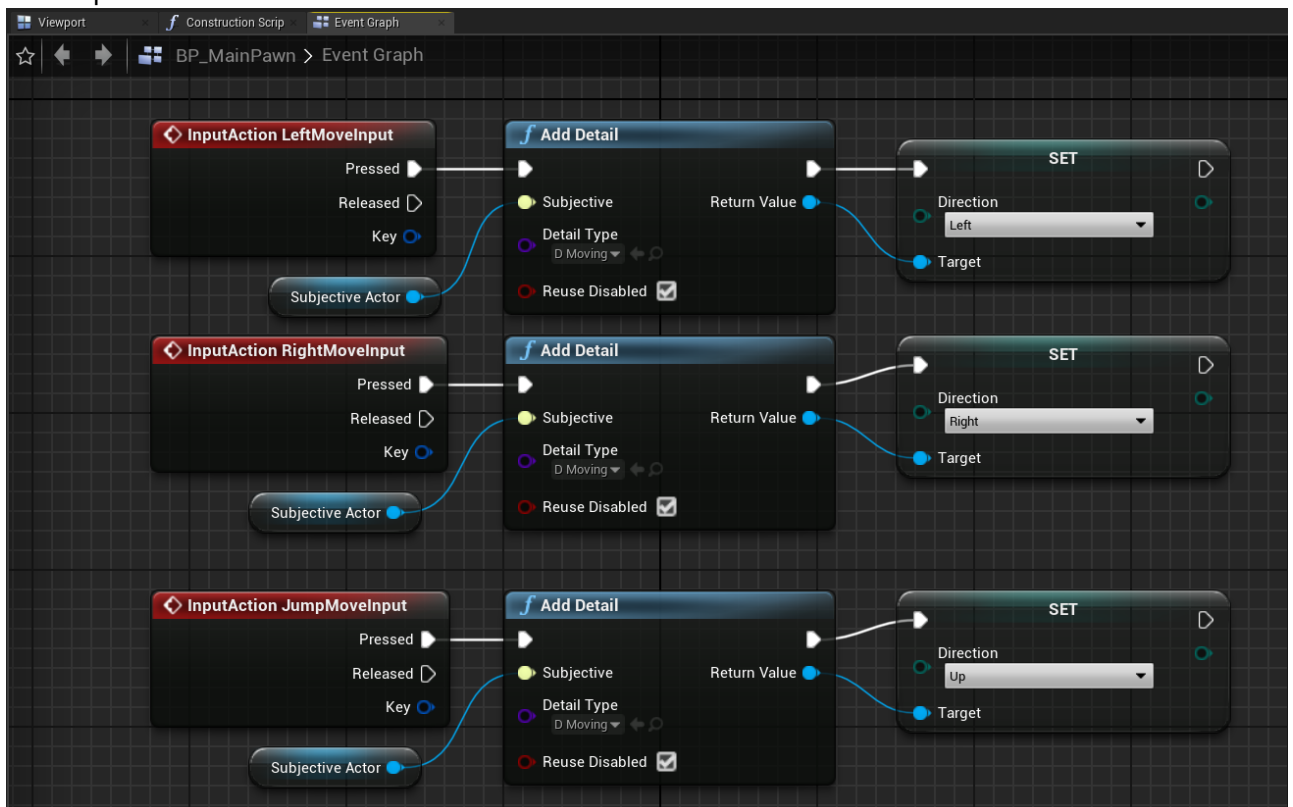 Viewport
f Construction Scrip
Event Graph
BP_MainPawn > Event Graph
InputAction LeftMoveInput
Pressed
Released
Key
Subjective Actor
f Add Detail
Subjective
Return Value
Detail Type
D Moving
Reuse Disabled
SET
Direction
Left
Target
InputAction RightMoveInput
Pressed
Released
Key
Subjective Actor
f Add Detail
Subjective
Return Value
Detail Type
D Moving
Reuse Disabled
SET
Direction
Right
Target
InputAction JumpMoveInput
Pressed
Released
Key
Subjective Actor
f Add Detail
Subjective
Return Value
Detail Type
D Moving
Reuse Disabled
SET
Direction
Up
Target